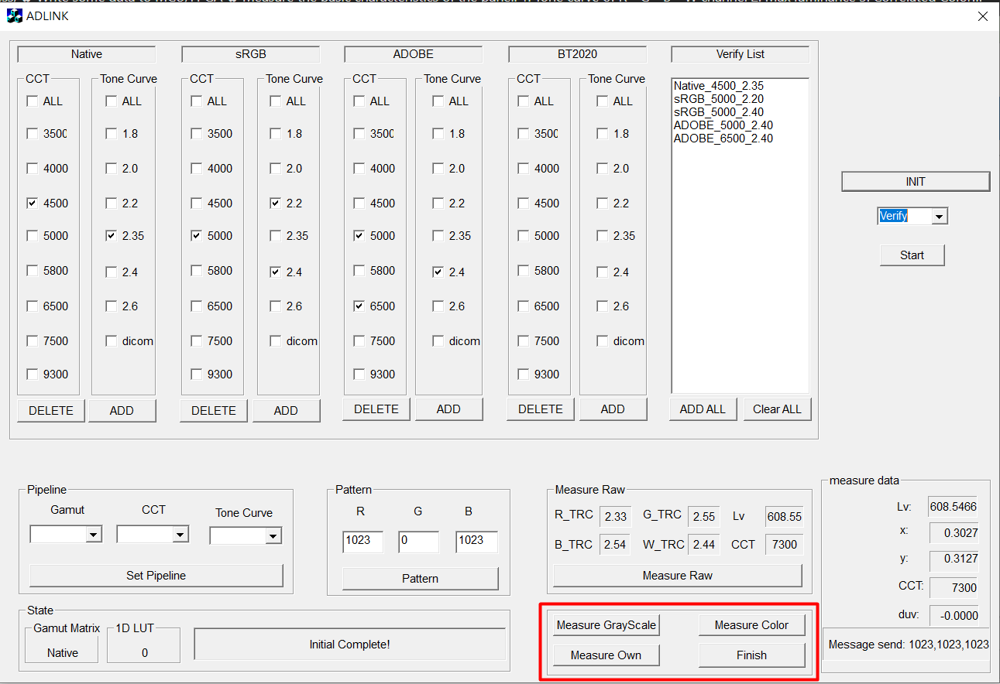 ADLINK
Native sRGB ADOBE BT2020 Verify List
CCT Tone Curve CCT Tone Curve CCT Tone Curve CCT Tone Curve
ALL ALL ALL ALL ALL ALL ALL ALL
3500 1.8 3500 1.8 3500 1.8 3500 1.8
4000 2.0 4000 2.0 4000 2.0 4000 2.0
4500 2.2 4500 2.2 4500 2.2 4500 2.2
5000 2.35 5000 2.35 5000 2.35 5000 2.35
5800 2.4 5800 2.4 5800 2.4 5800 2.4
6500 2.6 6500 2.6 6500 2.6 6500 2.6
7500 dicom 7500 dicom 7500 dicom 7500 dicom
9300 9300 9300 9300
DELETE ADD DELETE ADD DELETE ADD DELETE ADD
Native_4500_2.35
sRGB_5000_2.20
sRGB_5000_2.40
ADOBE_5000_2.40
ADOBE_6500_2.40
ADD ALL Clear ALL
INIT
Verify
Start
Pipeline
Gamut CCT Tone Curve
Set Pipeline
Pattern
R G B
1023 0 1023
Pattern
Measure Raw
R_TRC 2.33 G_TRC 2.55 Lv 608.55
B_TRC 2.54 W_TRC 2.44 CCT 7300
Measure Raw
measure data
Lv: 608.5466
x: 0.3027
y: 0.3127
CCT: 7300
duv: -0.0000
Message send: 1023,1023,1023
State
Gamut Matrix 1D LUT
Native 0
Initial Complete!
Measure GrayScale Measure Color
Measure Own Finish